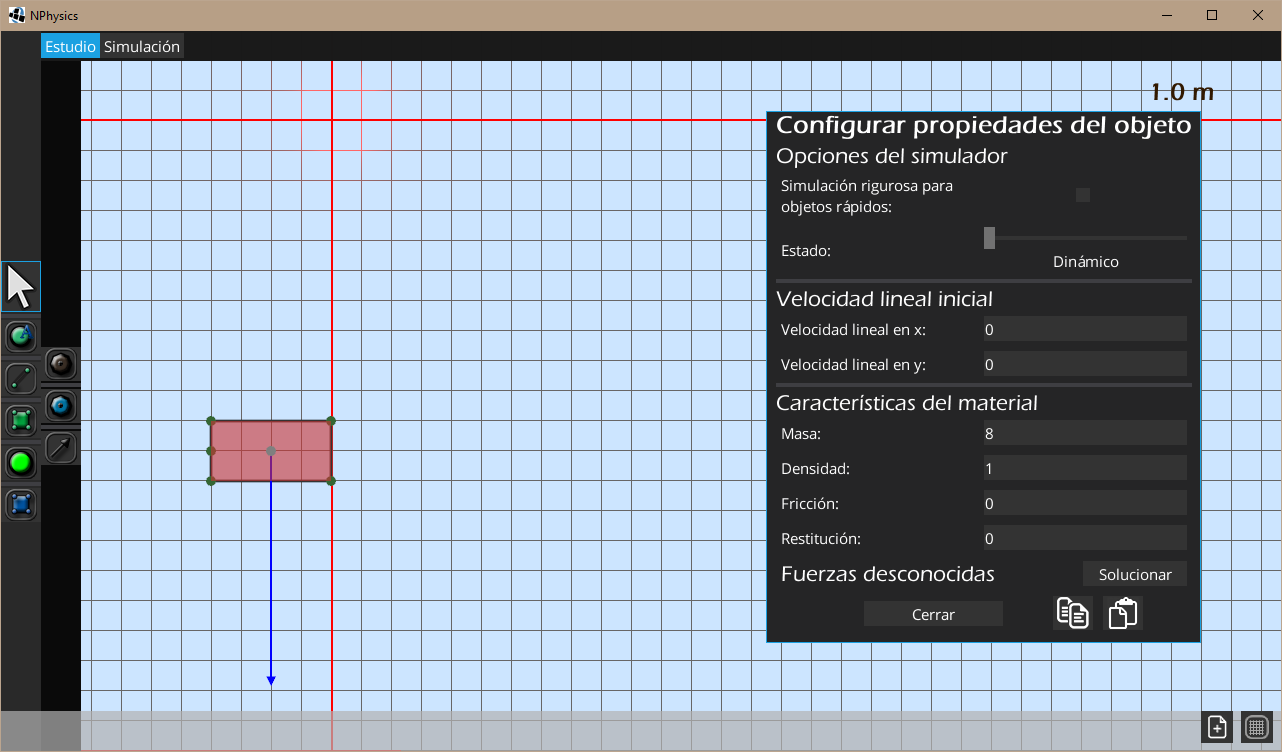 NPhysics
Estudio Simulación
1.0 m
Configurar propiedades del objeto
Opciones del simulador
Simulación rigurosa para
objetos rápidos:
Estado:
Dinámico
Velocidad lineal inicial
Velocidad lineal en x: 0
Velocidad lineal en y: 0
Características del material
Masa: 8
Densidad: 1
Fricción: 0
Restitución: 0
Fuerzas desconocidas Solucionar
Cerrar